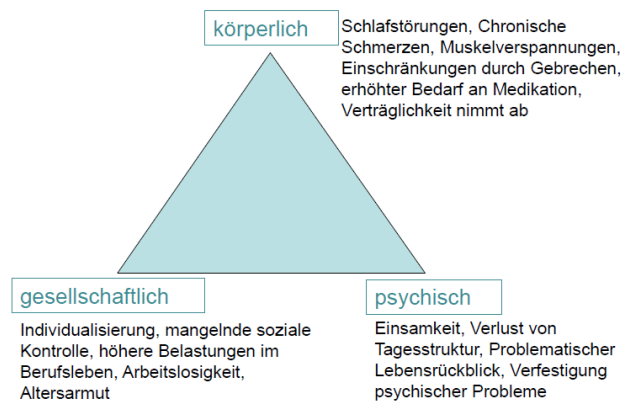 körperlich
Schlafstörungen, Chronische
Schmerzen, Muskelverspannungen,
Einschränkungen durch Gebrechen,
erhöhter Bedarf an Medikation,
Verträglichkeit nimmt ab
gesellschaftlich
Individualisierung, mangelnde soziale
Kontrolle, höhere Belastungen im
Berufsleben, Arbeitslosigkeit,
Altersarmut
psychisch
Einsamkeit, Verlust von
Tagesstruktur, Problematischer
Lebensrückblick, Verfestigung
psychischer Probleme